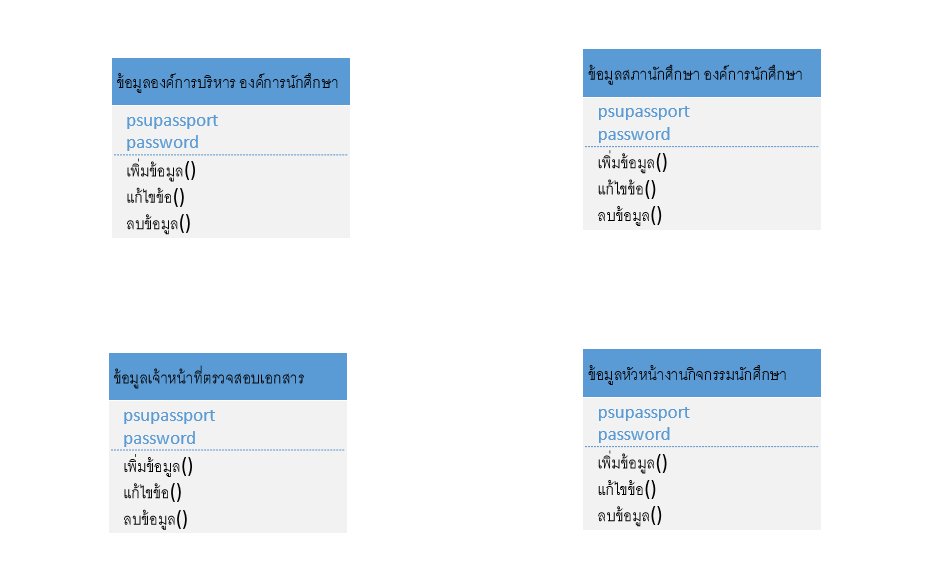 ข้อมูลองค์การบริหาร องค์การนักศึกษา
psupassport
password
เพิ่มข้อมูล()
แก้ไขข้อ()
ลบข้อมูล()
ข้อมูลสภานักศึกษา องค์การนักศึกษา
psupassport
password
เพิ่มข้อมูล()
แก้ไขข้อ()
ลบข้อมูล()
ข้อมูลเจ้าหน้าที่ตรวจสอบเอกสาร
psupassport
password
เพิ่มข้อมูล()
แก้ไขข้อ()
ลบข้อมูล()
ข้อมูลหัวหน้างานกิจกรรมนักศึกษา
psupassport
password
เพิ่มข้อมูล()
แก้ไขข้อ()
ลบข้อมูล()